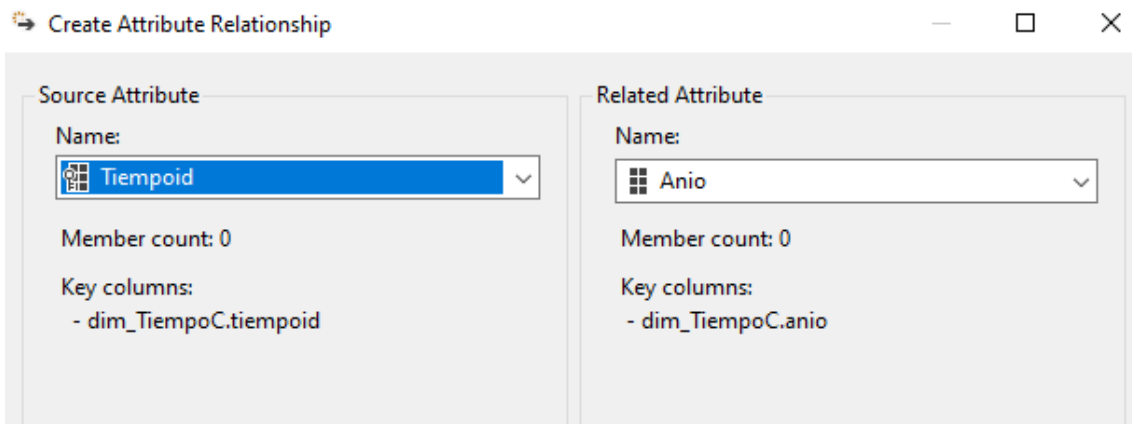 Create Attribute Relationship
Source Attribute
Name:
Tiempoid
Member count: 0
Key columns:
- dim_TiempoC.tiempoid
Related Attribute
Name:
Anio
Member count: 0
Key columns:
- dim_TiempoC.anio